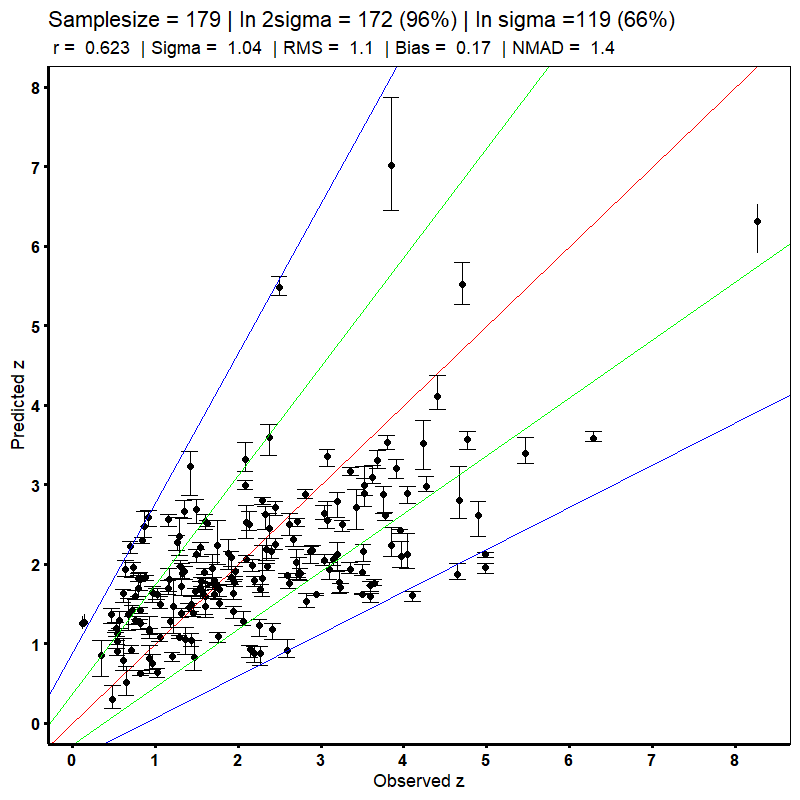 Samplesize = 179 | In 2sigma = 172 (96%) | In sigma =119 (66%)
r = 0.623 | Sigma = 1.04 | RMS = 1.1 | Bias = 0.17 | NMAD = 1.4
8
7
6
5
4
3
2
1
0
Predicted z
0 1 2 3 4 5 6 7 8
Observed z